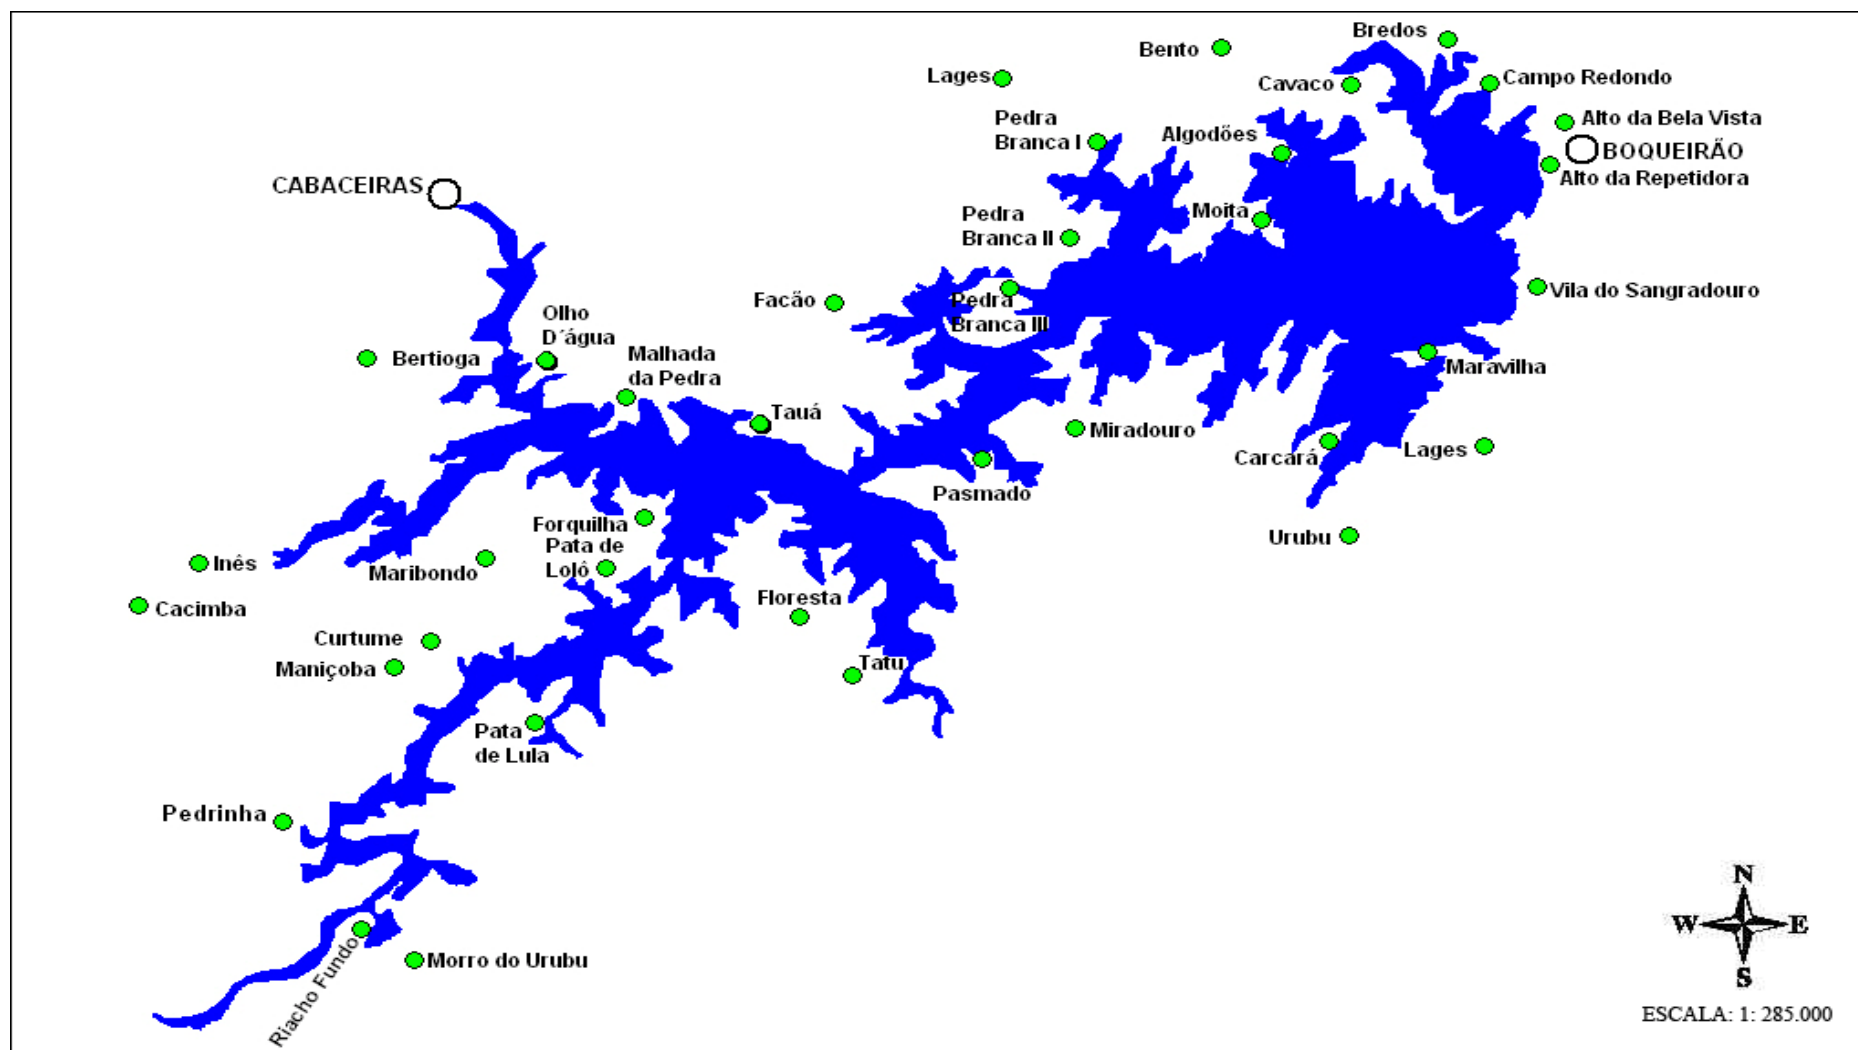 Bredos
Bento
Lages
Cavaco
Campo Redondo
Pedra
Branca I
Algodões
Alto da Bela Vista
BOQUEIRÃO
Alto da Repetidora
CABACEIRAS
Pedra
Branca II
Moita
Facão
Pedra
Branca III
Vila do Sangradouro
Olho
D´água
Bertioga
Malhada
da Pedra
Maravilha
Tauá
Miradouro
Carcará
Lages
Pasmado
Forquilha
Urubu
Pata de
Lolô
Inês
Maribondo
Cacimba
Floresta
Curtume
Maniçoba
Tatu
Pata
de Lula
Pedrinha
Riacho Fundo
Morro do Urubu
N
W
E
S
ESCALA: 1: 285.000